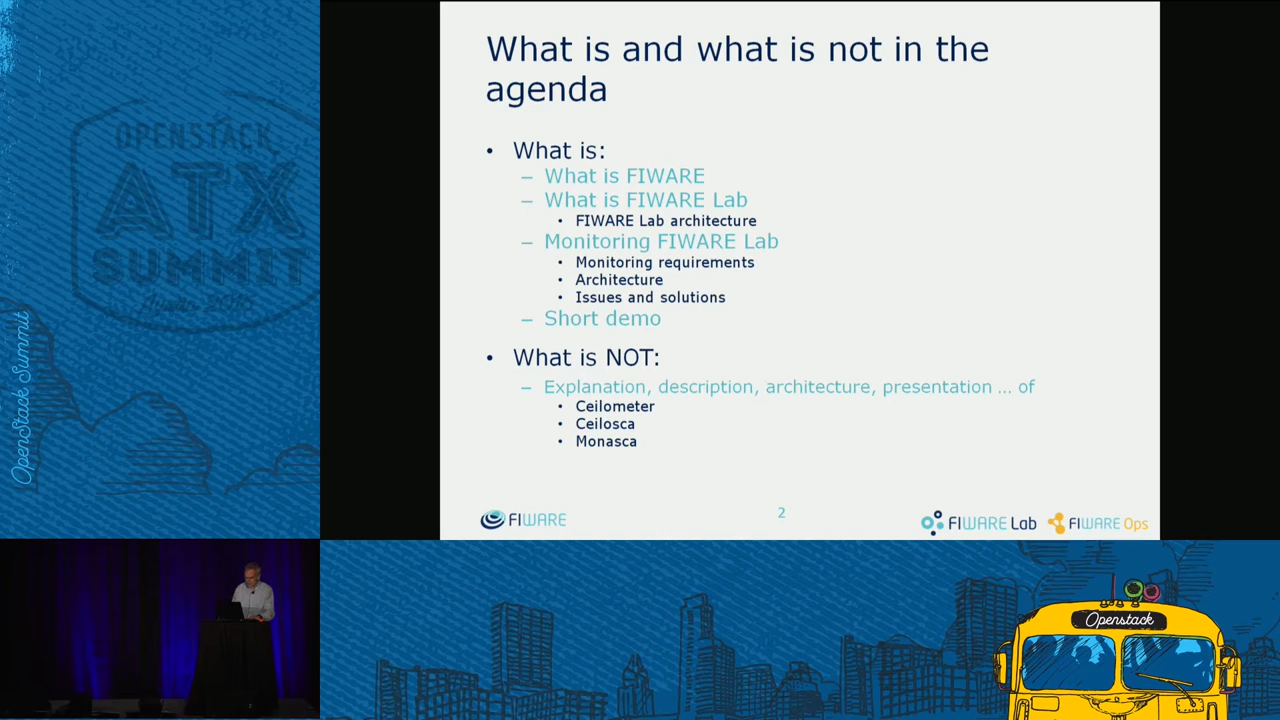 What is and what is not in the
agenda
• What is:
– What is FIWARE
– What is FIWARE Lab
• FIWARE Lab architecture
– Monitoring FIWARE Lab
• Monitoring requirements
• Architecture
• Issues and solutions
– Short demo
• What is NOT:
– Explanation, description, architecture, presentation ... of
• Ceilometer
• Ceilosca
• Monasca
FIWARE
2
FIWARE Lab
FIWARE Ops
OPENSTACK
ATX
SUMMIT
OpenStack Summit
Openstack